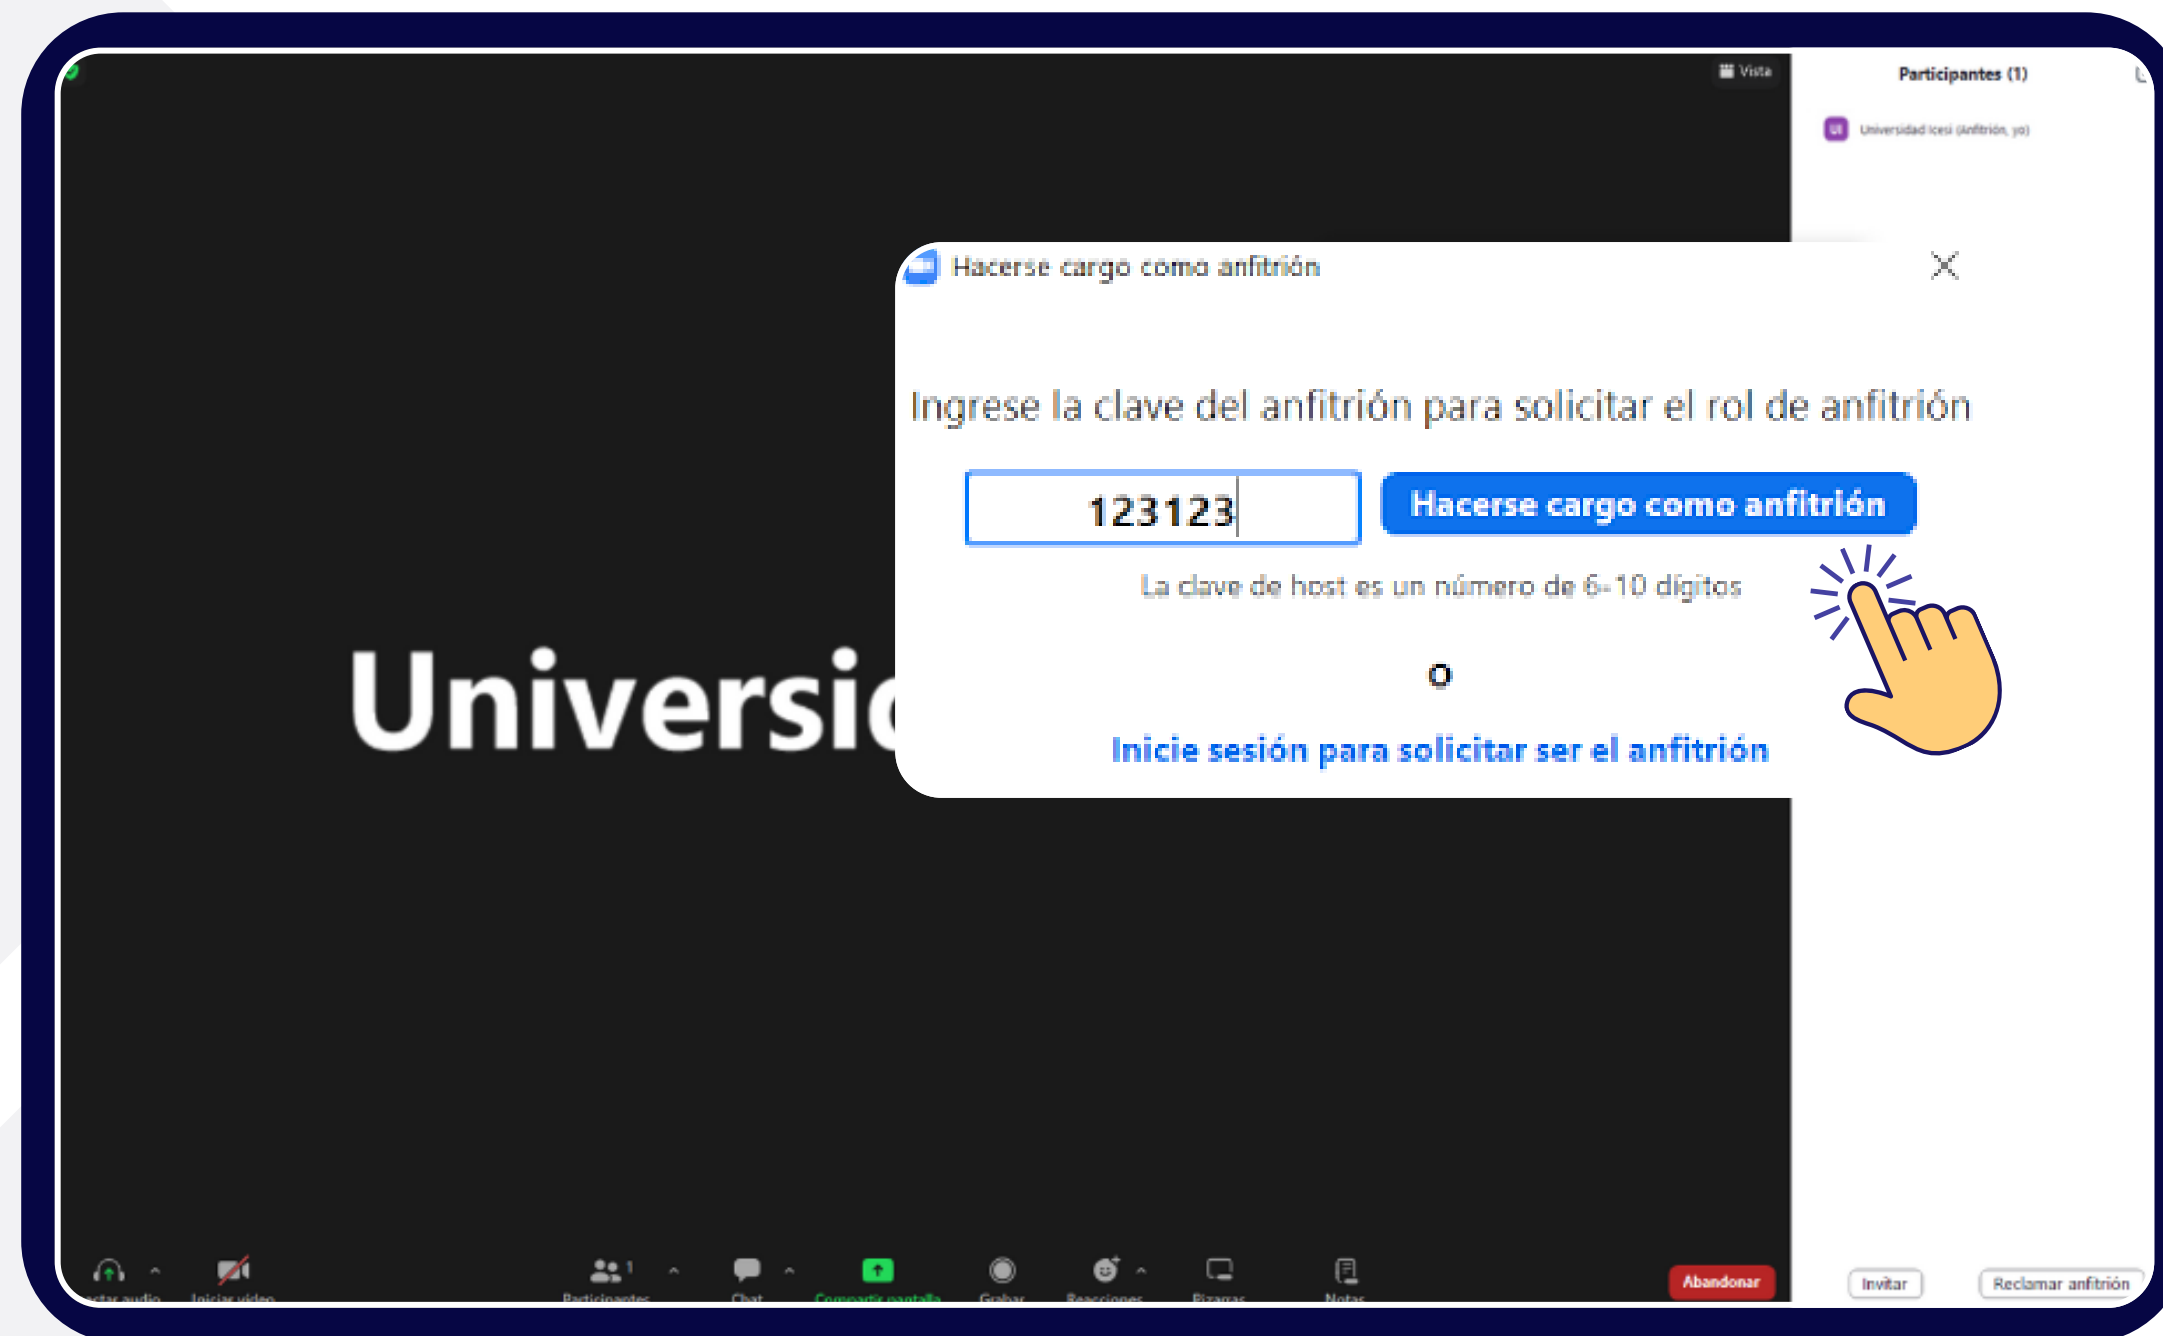 Vista
Participantes (1)
UI Universidad Icesi (Anfitrión, yo)
Hacerse cargo como anfitrión
Ingrese la clave del anfitrión para solicitar el rol de anfitrión
123123 Hacerse cargo como anfitrión
La clave de host es un número de 6-10 dígitos
o
Inicie sesión para solicitar ser el anfitrión
Universid
1
Iniciar video Participantes Chat Compartir pantalla Grabar Reacciones Pizarras Notas
Abandonar
Invitar Reclamar anfitrión